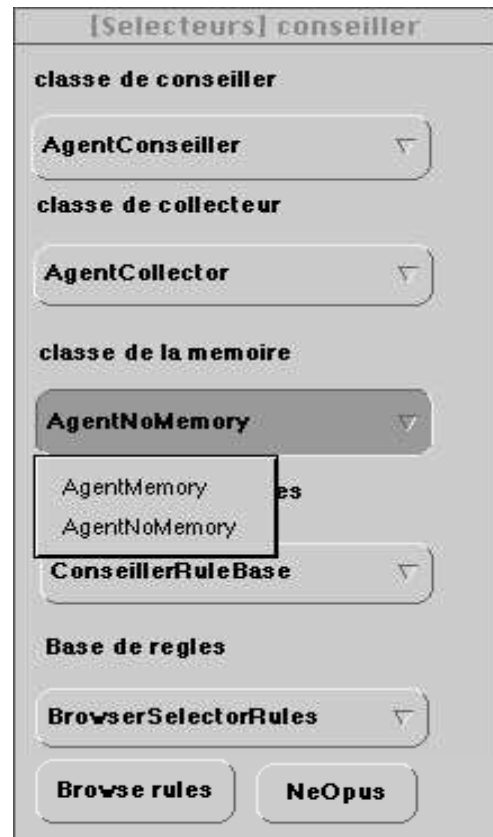 [Selecteurs] conseiller
classe de conseiller
AgentConseiller
classe de collecteur
AgentCollector
classe de la memoire
AgentNoMemory
AgentMemory
AgentNoMemory
ConseillerRuleBase
Base de regles
BrowserSelectorRules
Browse rules
NeOpus